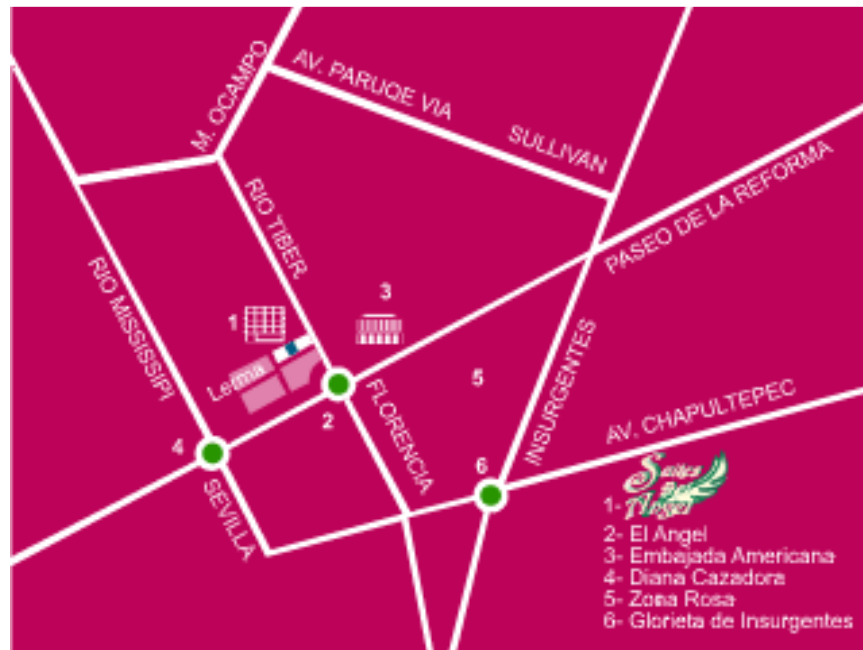 M. OCAMPO
AV. PARUQE VIA
SULLIVAN
PASEO DE LA REFORMA
RIO TIBER
RIO MISSISSIPI
3
1
Lerma
5
INSURGENTES
FLORENCIA
2
AV. CHAPULTEPEC
4
6
SEVILLA
1- Suites del Angel
2- El Angel
3- Embajada Americana
4- Diana Cazadora
5- Zona Rosa
6- Glorieta de Insurgentes